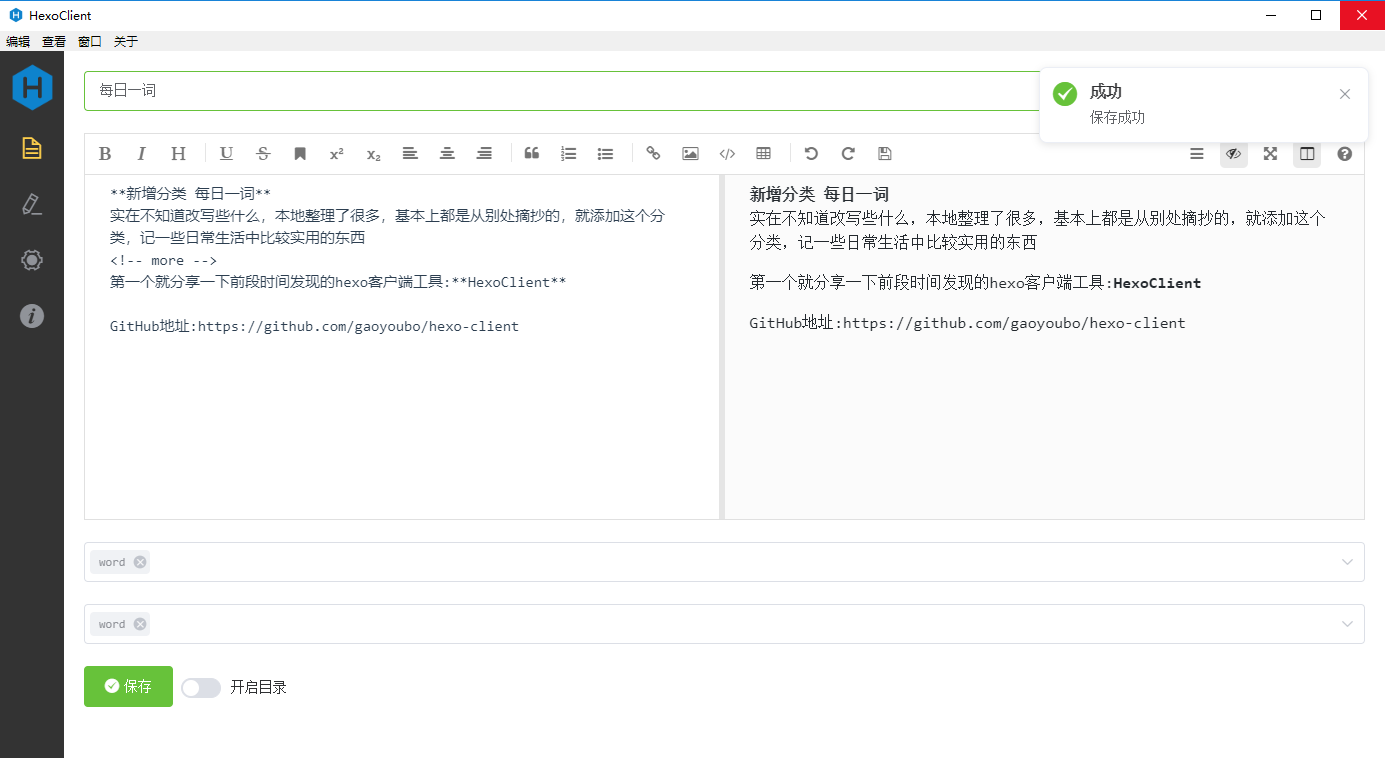 HexoClient
编辑 查看 窗口 关于
每日一词
成功
保存成功
**新增分类 每日一词**
实在不知道改写些什么，本地整理了很多，基本上都是从别处摘抄的，就添加这个分
类，记一些日常生活中比较实用的东西
<!-- more -->
第一个就分享一下前段时间发现的hexo客户端工具:**HexoClient**
GitHub地址:https://github.com/gaoyoubo/hexo-client
新增分类 每日一词
实在不知道改写些什么，本地整理了很多，基本上都是从别处摘抄的，就添加这个
分类，记一些日常生活中比较实用的东西
第一个就分享一下前段时间发现的hexo客户端工具:HexoClient
GitHub地址:https://github.com/gaoyoubo/hexo-client
word
word
保存 开启目录